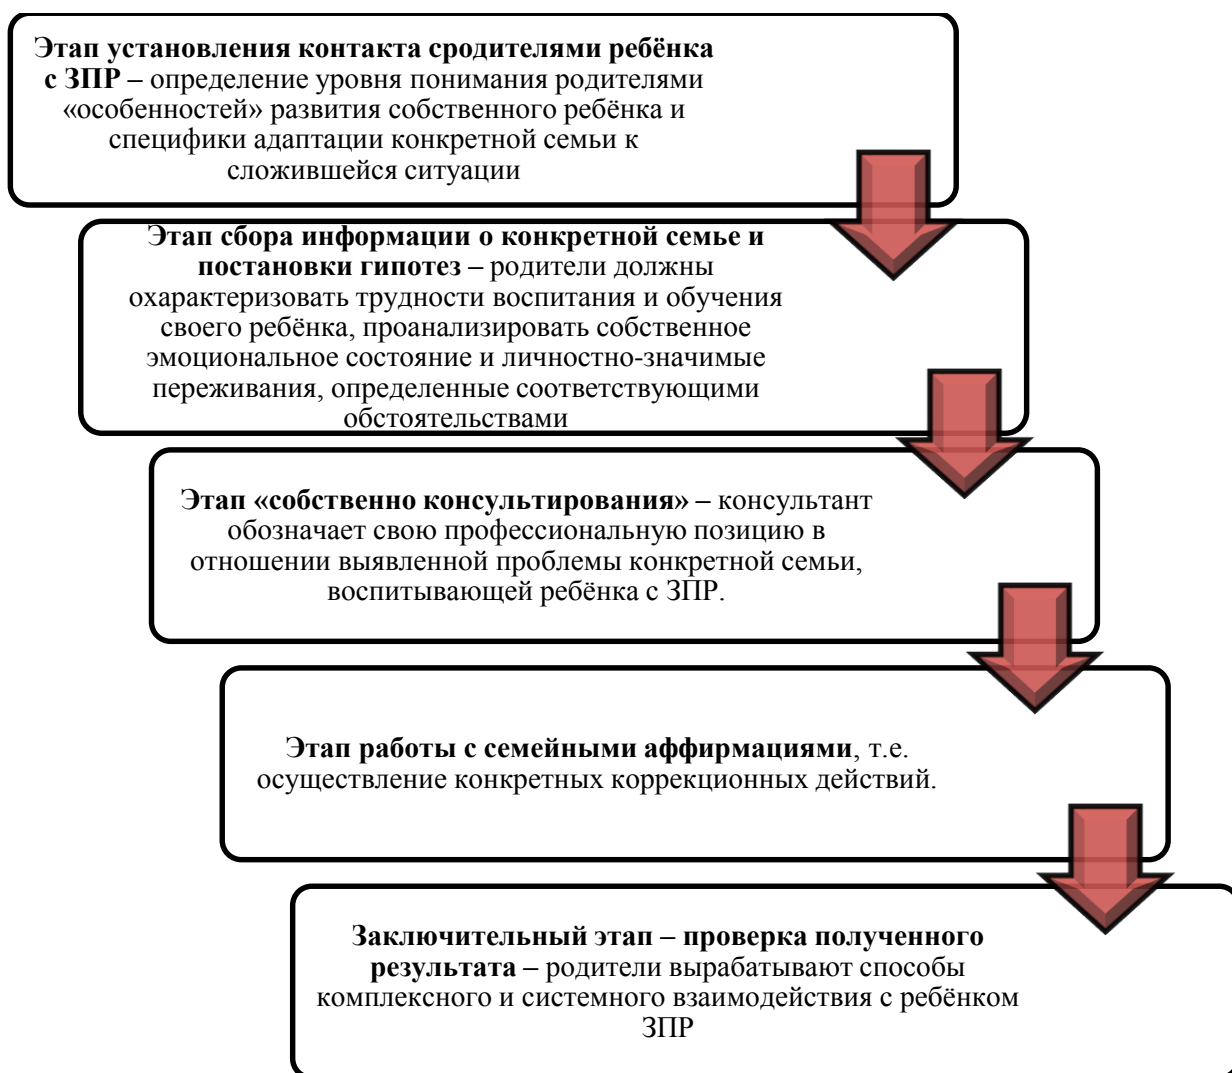 Этап установления контакта сродителями ребёнка
с ЗПР – определение уровня понимания родителями
«особенностей» развития собственного ребёнка и
специфики адаптации конкретной семьи к
сложившейся ситуации
Этап сбора информации о конкретной семье и
постановки гипотез – родители должны
охарактеризовать трудности воспитания и обучения
своего ребёнка, проанализировать собственное
эмоциональное состояние и личностно-значимые
переживания, определенные соответствующими
обстоятельствами
Этап «собственно консультирования» – консультант
обозначает свою профессиональную позицию в
отношении выявленной проблемы конкретной семьи,
воспитывающей ребёнка с ЗПР.
Этап работы с семейными аффирмациями, т.е.
осуществление конкретных коррекционных действий.
Заключительный этап – проверка полученного
результата – родители вырабатывают способы
комплексного и системного взаимодействия с ребёнком
ЗПР